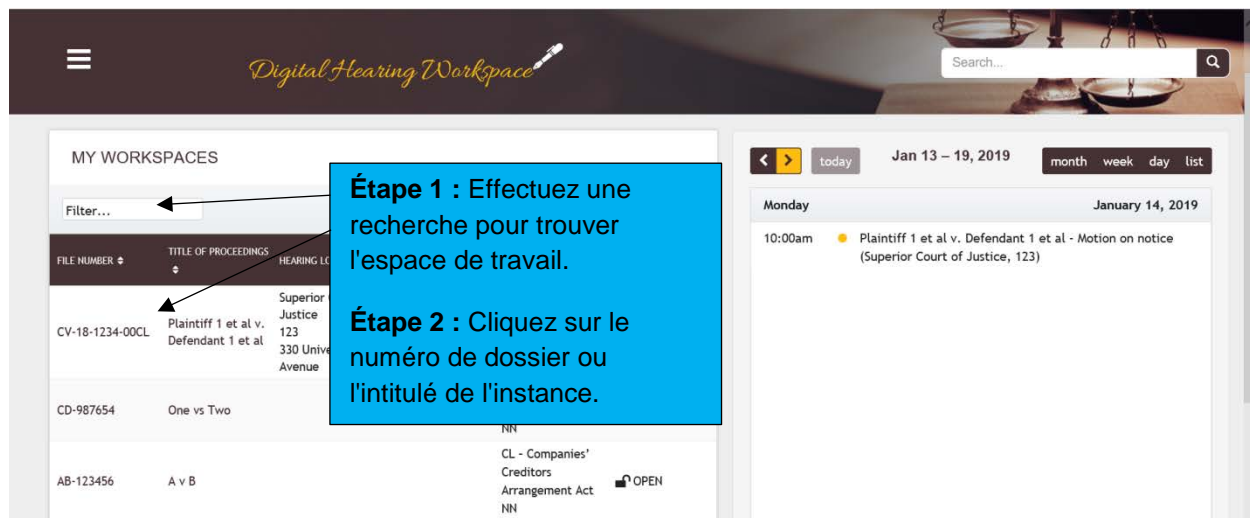 Digital Hearing Workspace
Search...
MY WORKSPACES
Filter...
FILE NUMBER
TITLE OF PROCEEDINGS
Étape 1 : Effectuez une
recherche pour trouver
l'espace de travail.
Étape 2 : Cliquez sur le
numéro de dossier ou
l'intitulé de l'instance.
HEARING
CV-18-1234-00CL
Plaintiff 1 et al v.
Defendant 1 et al
Superior
Justice
123
330
Avenue
CD-987654
One vs Two
NN
AB-123456
A v B
CL - Companies'
Creditors
Arrangement Act
NN
OPEN
today
Jan 13 – 19, 2019
month week day list
Monday
January 14, 2019
10:00am
Plaintiff 1 et al v. Defendant 1 et al - Motion on notice
(Superior Court of Justice, 123)